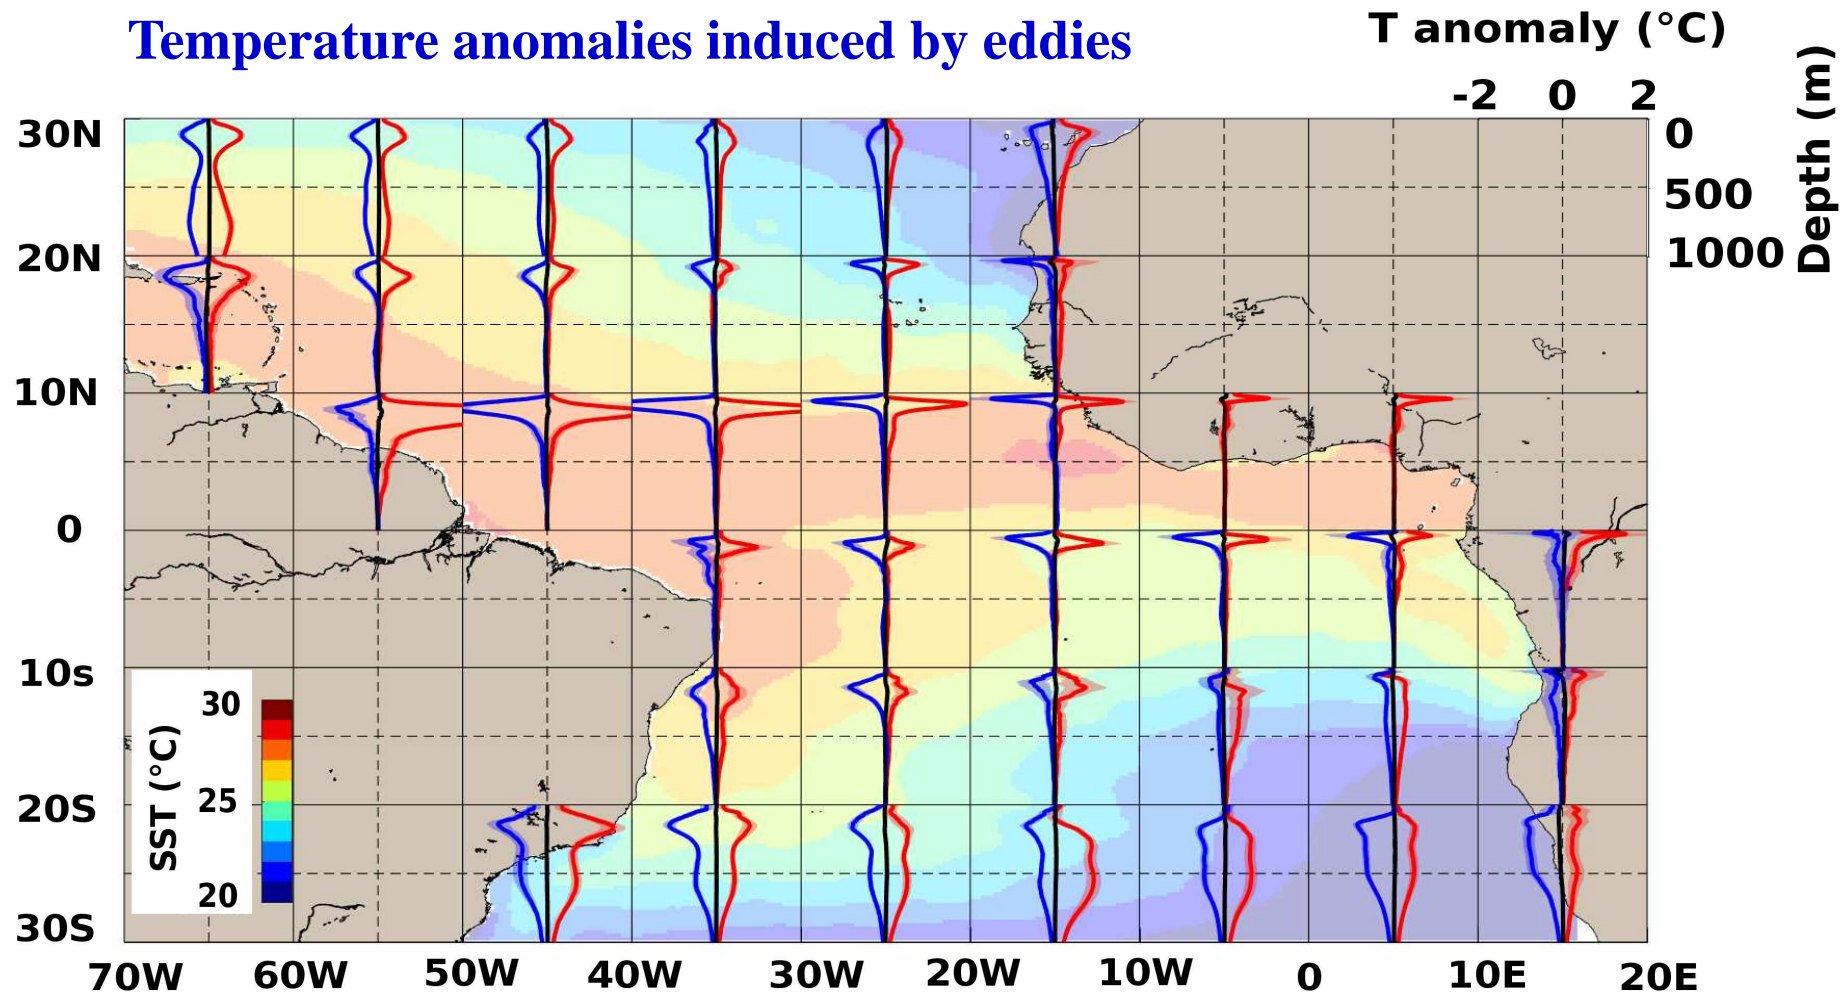 Temperature anomalies induced by eddies
T anomaly (°C)
-2 0 2
Depth (m)
0
500
1000
30N
20N
10N
0
10s
20S
30S
SST (°C)
30
25
20
70W 60W 50W 40W 30W 20W 10W 0 10E 20E